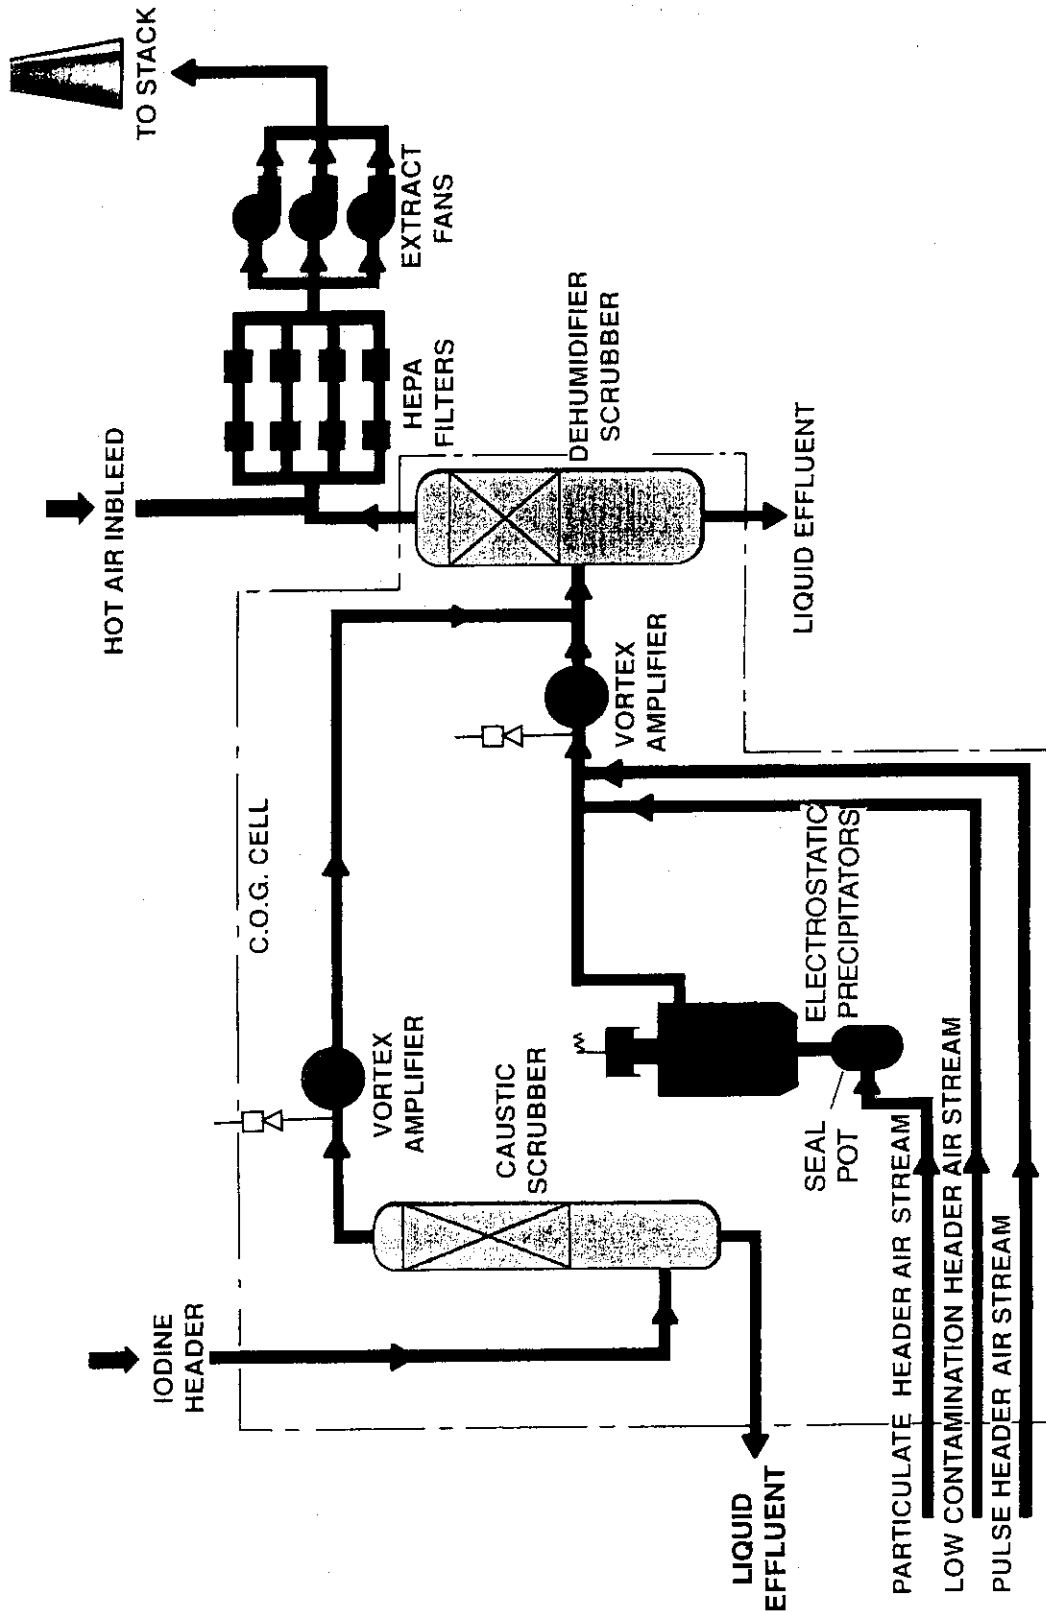 IODINE
HEADER
C.O.G. CELL
HOT AIR INBLEED
TO STACK
VORTEX
AMPLIFIER
HEPA
FILTERS
EXTRACT
FANS
CAUSTIC
SCRUBBER
VORTEX
AMPLIFIER
DEHUMIDIFIER
SCRUBBER
LIQUID
EFFLUENT
SEAL
POT
ELECTROSTATIC
PRECIPITATORS
LIQUID EFFLUENT
PARTICULATE HEADER AIR STREAM
LOW CONTAMINATION HEADER AIR STREAM
PULSE HEADER AIR STREAM